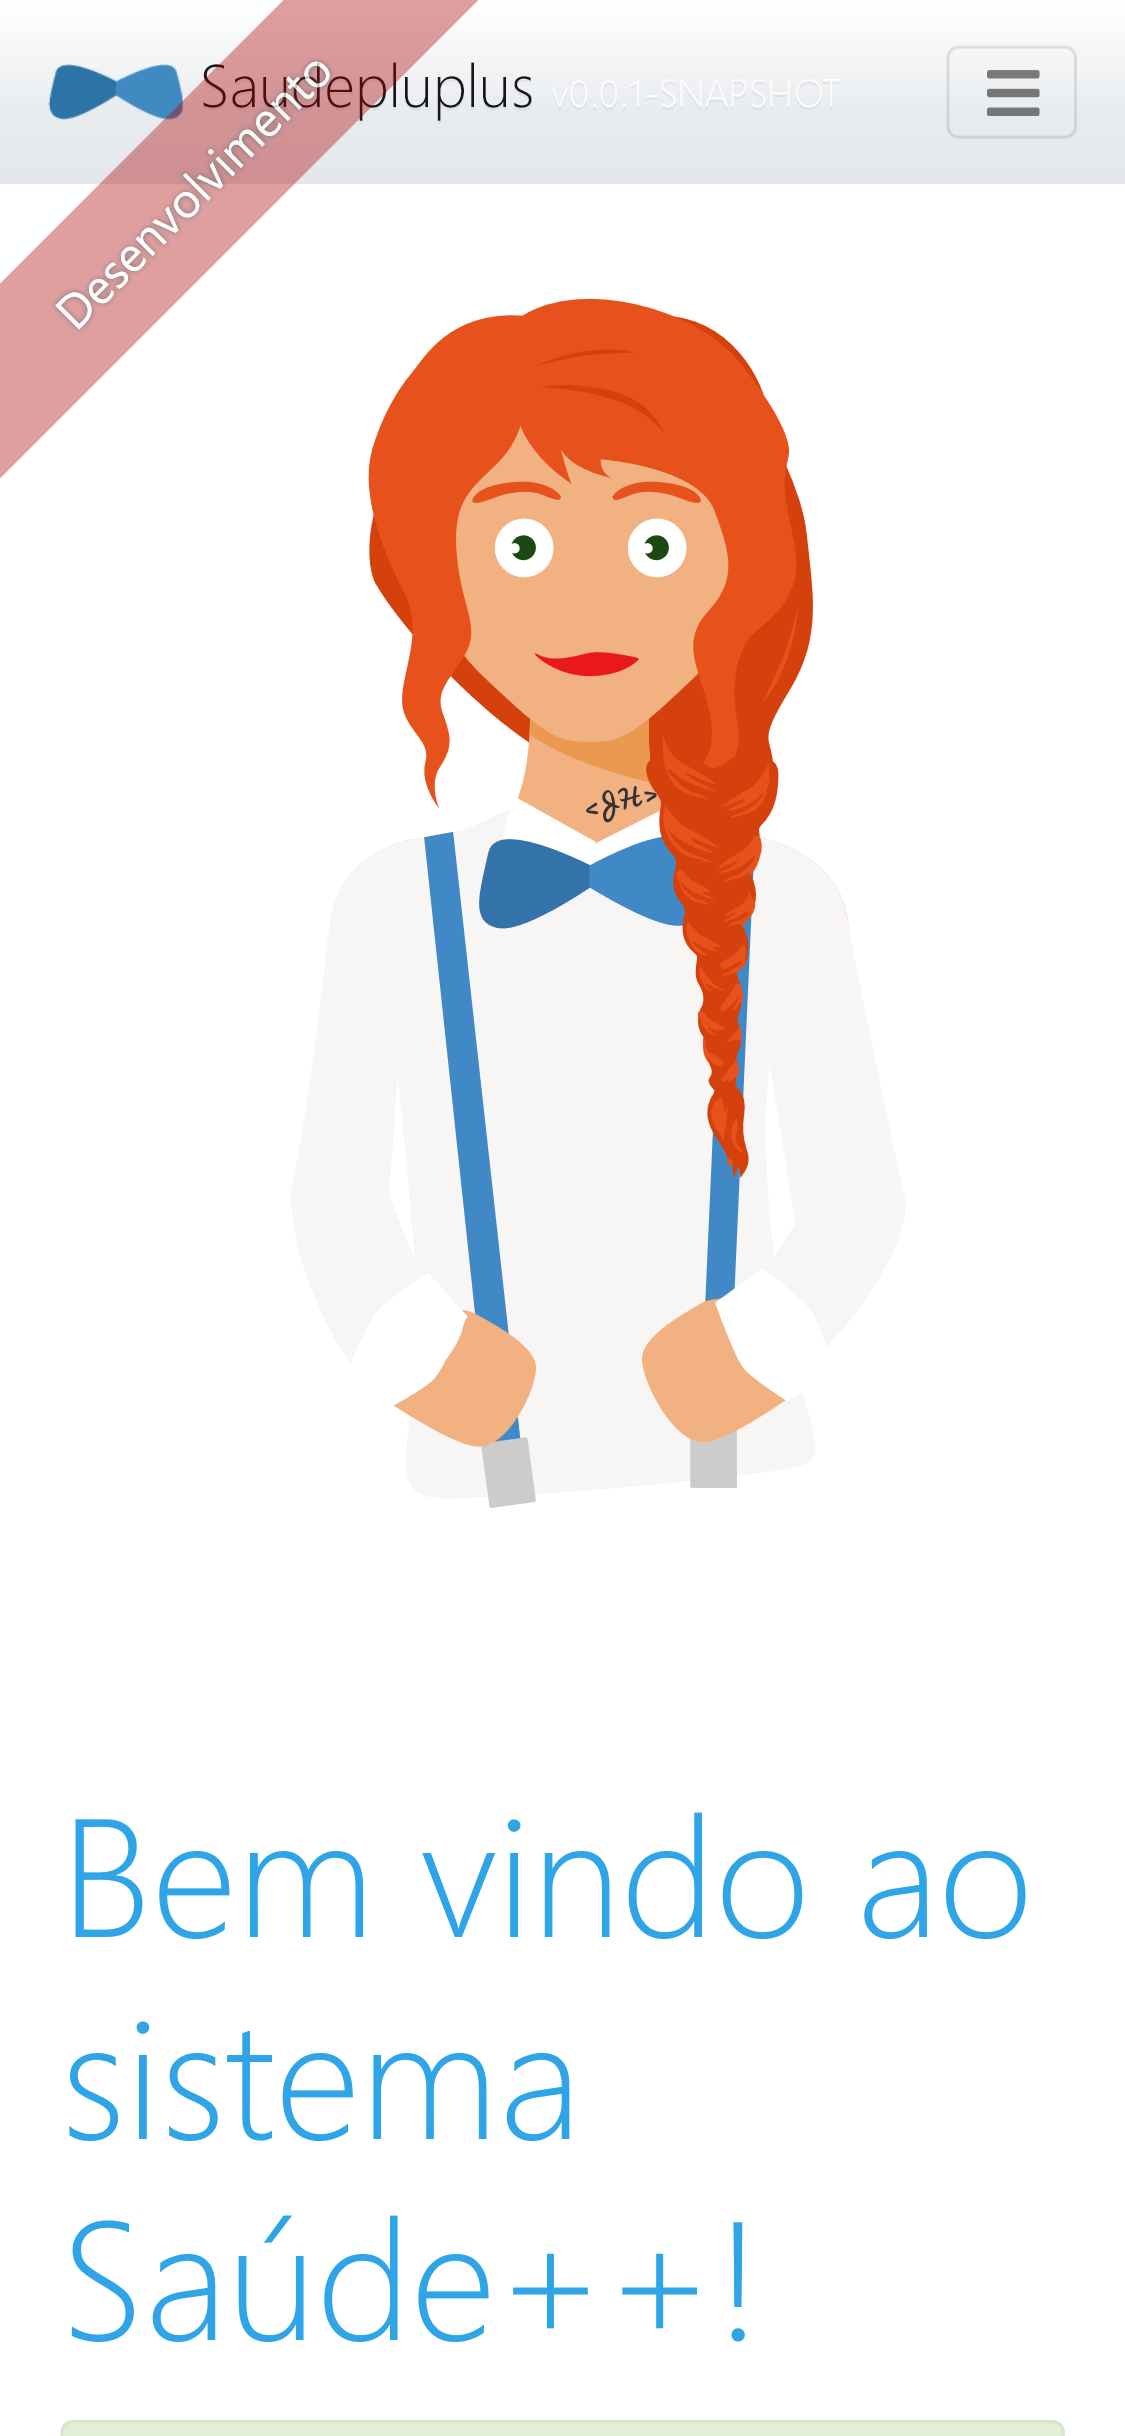 Saudepluplus v0.0.1-SNAPSHOT
Desenvolvimento
<JH>
Bem vindo ao
sistema
Saúde++!